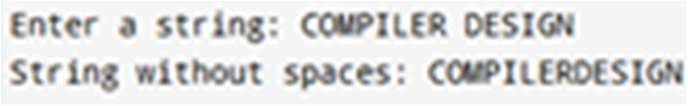 Enter a string: COMPILER DESIGN
String without spaces: COMPILERDESIGN